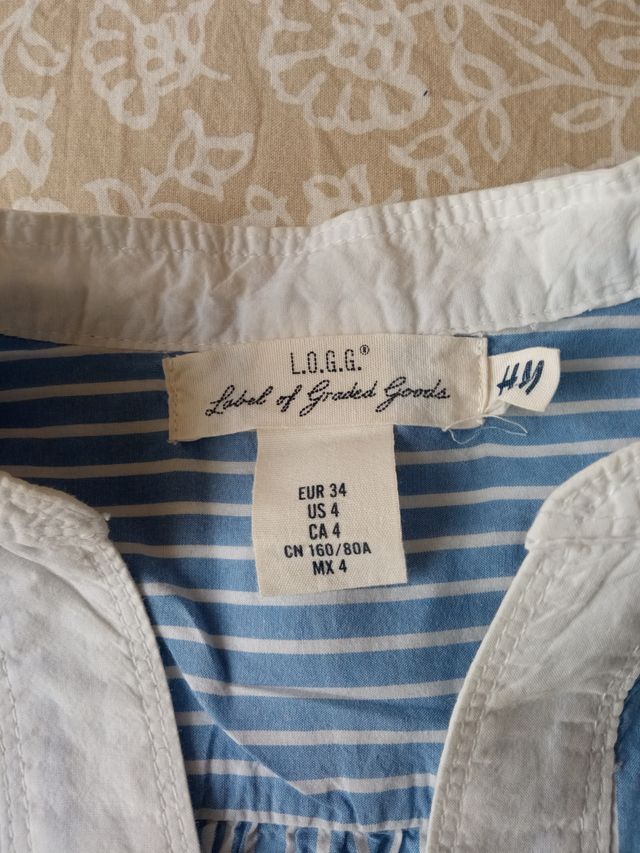 L.O.G.G.®
Label of Graded Goods
H&M
EUR 34
US 4
CA 4
CN 160/80A
MX 4